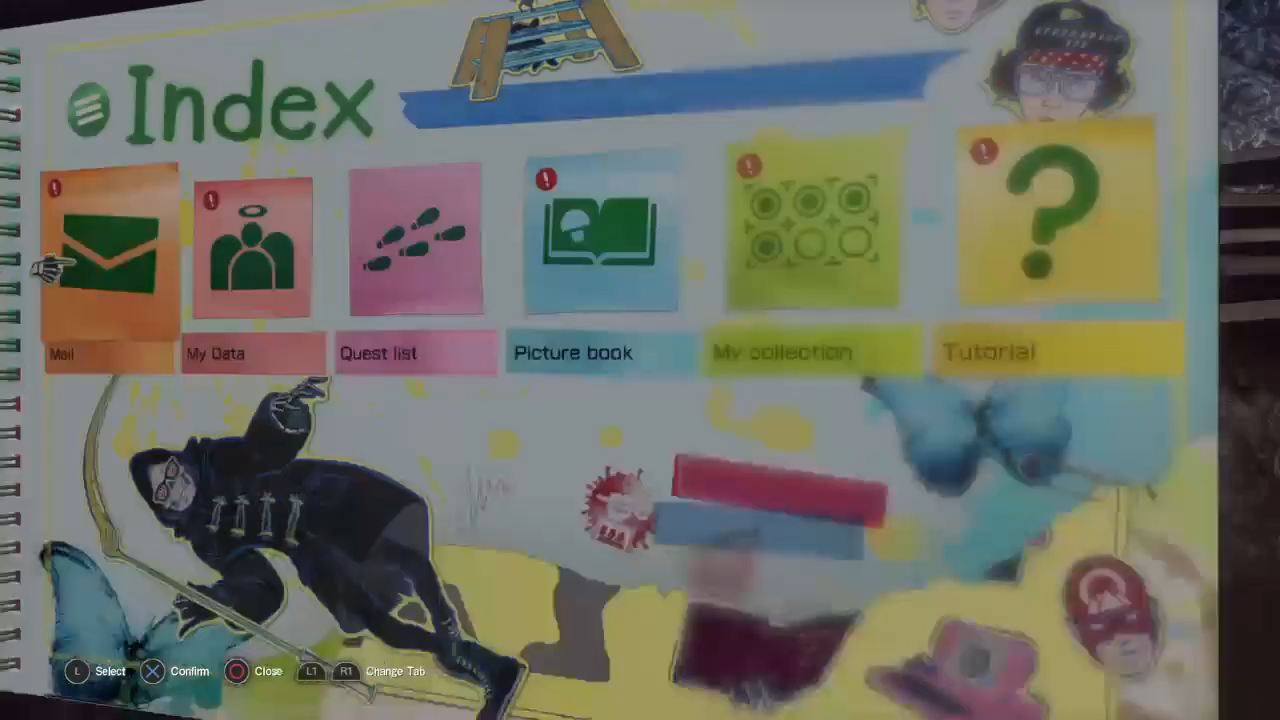 Index
Mail
My Data
Quest list
Picture book
My collection
Tutorial
L Select Confirm Close L1 R1 Change Tab